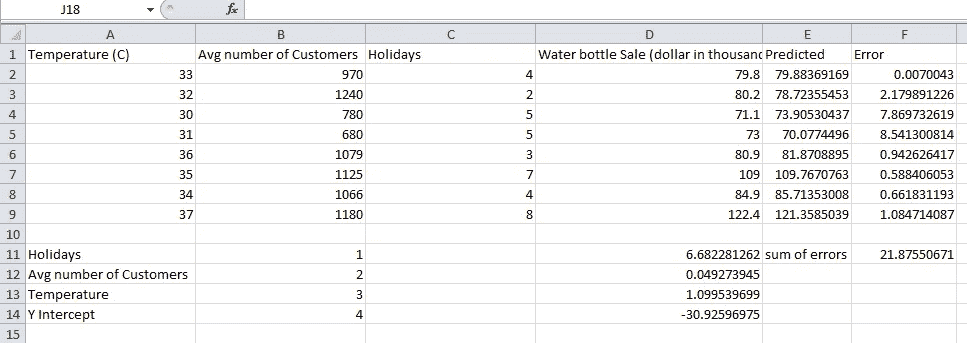 J18 fx
A B C D E F
1 Temperature (C) Avg number of Customers Holidays Water bottle Sale (dollar in thousand Predicted Error
2 33 970 4 79.8 79.88369169 0.0070043
3 32 1240 2 80.2 78.72355453 2.179891226
4 30 780 5 71.1 73.90530437 7.869732619
5 31 680 5 73 70.0774496 8.541300814
6 36 1079 3 80.9 81.8708895 0.942626417
7 35 1125 7 109 109.7670763 0.588406053
8 34 1066 4 84.9 85.71353008 0.661831193
9 37 1180 8 122.4 121.3585039 1.084714087
10
11 Holidays 1 6.682281262 sum of errors 21.87550671
12 Avg number of Customers 2 0.049273945
13 Temperature 3 1.099539699
14 Y Intercept 4 -30.92596975
15